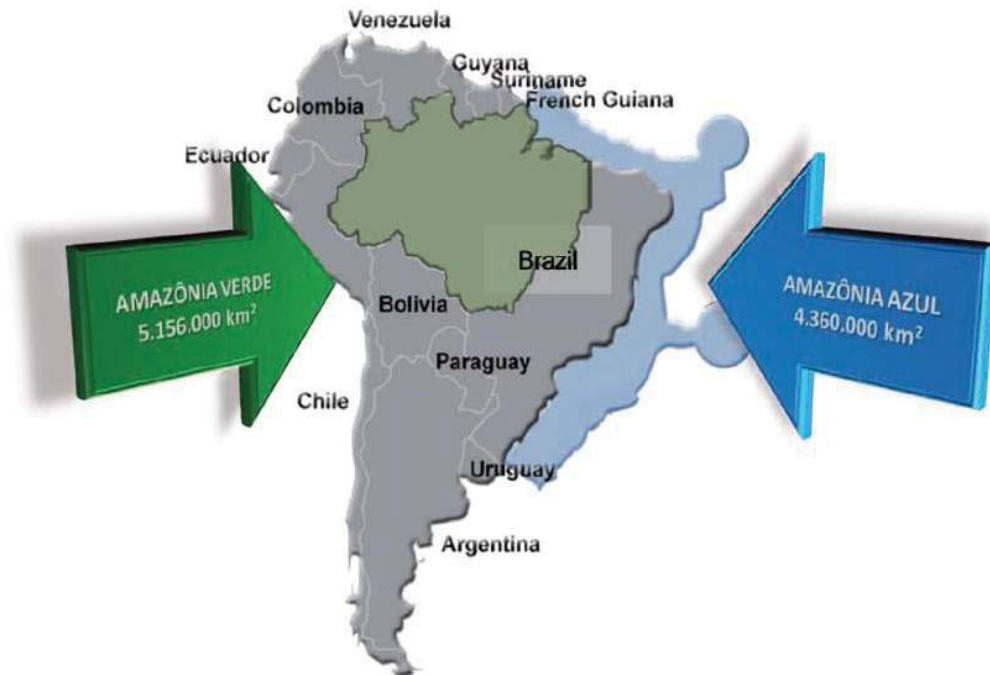 Venezuela
Guyana
Suriname
French Guiana
Colombia
Ecuador
Brazil
AMAZÔNIA VERDE
5.156.000 km²
AMAZÔNIA AZUL
4.360.000 km²
Bolivia
Paraguay
Chile
Uruguay
Argentina